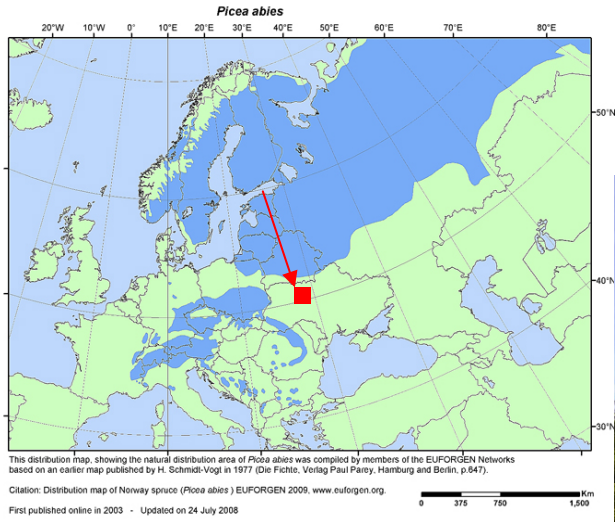 Picea abies
20°W 10°W 0°E 10°E 20°E 30°E 40°E 50°E 60°E 70°E 80°E
50°N
40°N
30°N
This distribution map, showing the natural distribution area of Picea abies was compiled by members of the EUFORGEN Networks
based on an earlier map published by H. Schmidt-Vogt in 1977 (Die Fichte, Verlag Paul Parey, Hamburg and Berlin, p.647).
Citation: Distribution map of Norway spruce (Picea abies ) EUFORGEN 2009, www.euforgen.org.
First published online in 2003 - Updated on 24 July 2008
Km
0 375 750 1,500